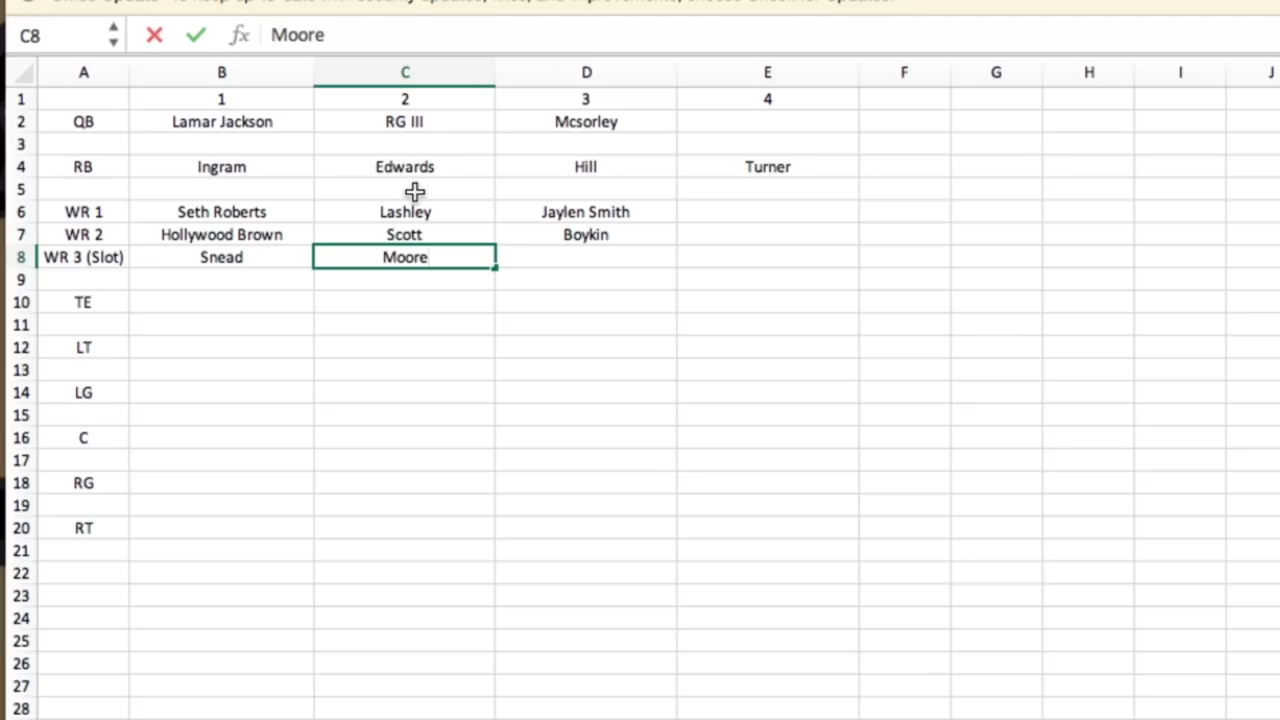 C8 fx Moore
A B C D E F G H I J
1 1 2 3 4
2 QB Lamar Jackson RG III Mcsorley
3
4 RB Ingram Edwards Hill Turner
5
6 WR 1 Seth Roberts Lashley Jaylen Smith
7 WR 2 Hollywood Brown Scott Boykin
8 WR 3 (Slot) Snead Moore
9
10 TE
11
12 LT
13
14 LG
15
16 C
17
18 RG
19
20 RT
21
22
23
24
25
26
27
28